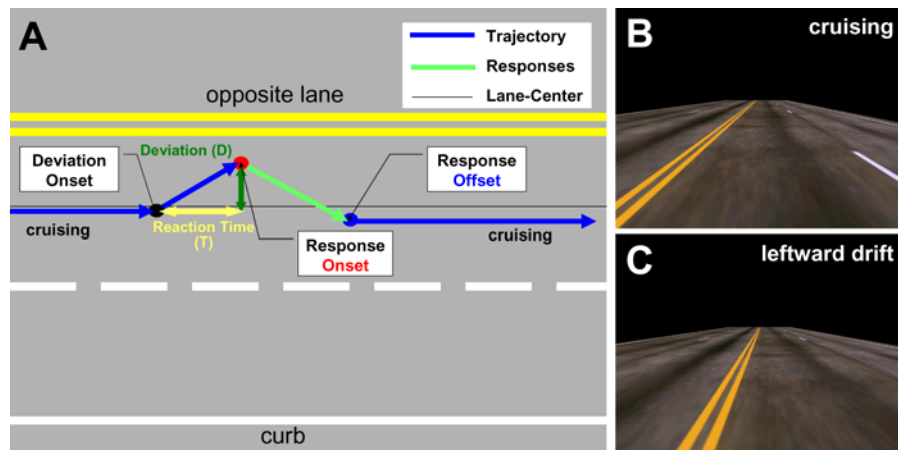 A
Trajectory
Responses
Lane-Center
opposite lane
Deviation
Onset
Deviation (D)
Response
Offset
cruising
Reaction Time
(T)
Response
Onset
cruising
curb
B
cruising
C
leftward drift